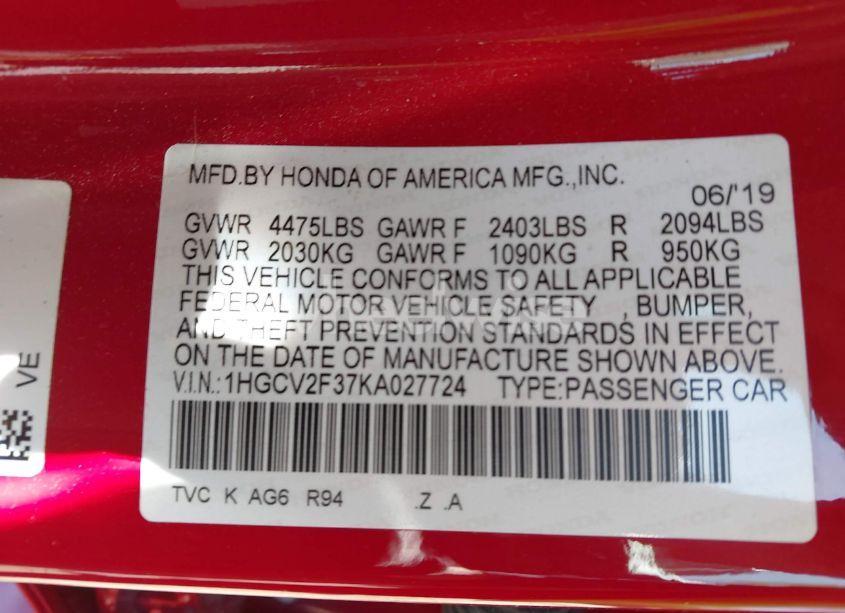 MFD.BY HONDA OF AMERICA MFG.,INC.
06/'19
GVWR 4475LBS GAWR F 2403LBS R 2094LBS
GVWR 2030KG GAWR F 1090KG R 950KG
THIS VEHICLE CONFORMS TO ALL APPLICABLE
FEDERAL MOTOR VEHICLE SAFETY , BUMPER,
AND THEFT PREVENTION STANDARDS IN EFFECT
ON THE DATE OF MANUFACTURE SHOWN ABOVE.
V.I.N.:1HGCV2F37KA027724 TYPE:PASSENGER CAR
TVC K AG6 R94 .Z .A
VE